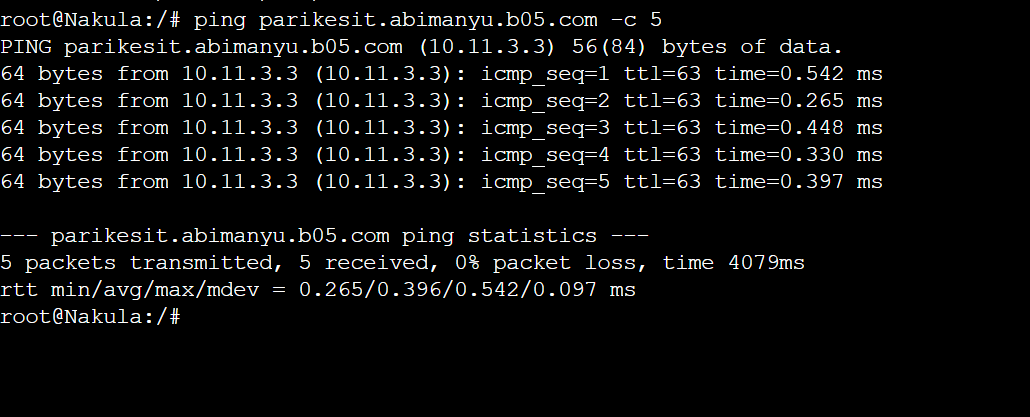 root@Nakula:/# ping parikesit.abimanyu.b05.com -c 5
PING parikesit.abimanyu.b05.com (10.11.3.3) 56(84) bytes of data.
64 bytes from 10.11.3.3 (10.11.3.3): icmp_seq=1 ttl=63 time=0.542 ms
64 bytes from 10.11.3.3 (10.11.3.3): icmp_seq=2 ttl=63 time=0.265 ms
64 bytes from 10.11.3.3 (10.11.3.3): icmp_seq=3 ttl=63 time=0.448 ms
64 bytes from 10.11.3.3 (10.11.3.3): icmp_seq=4 ttl=63 time=0.330 ms
64 bytes from 10.11.3.3 (10.11.3.3): icmp_seq=5 ttl=63 time=0.397 ms
--- parikesit.abimanyu.b05.com ping statistics ---
5 packets transmitted, 5 received, 0% packet loss, time 4079ms
rtt min/avg/max/mdev = 0.265/0.396/0.542/0.097 ms
root@Nakula:/#